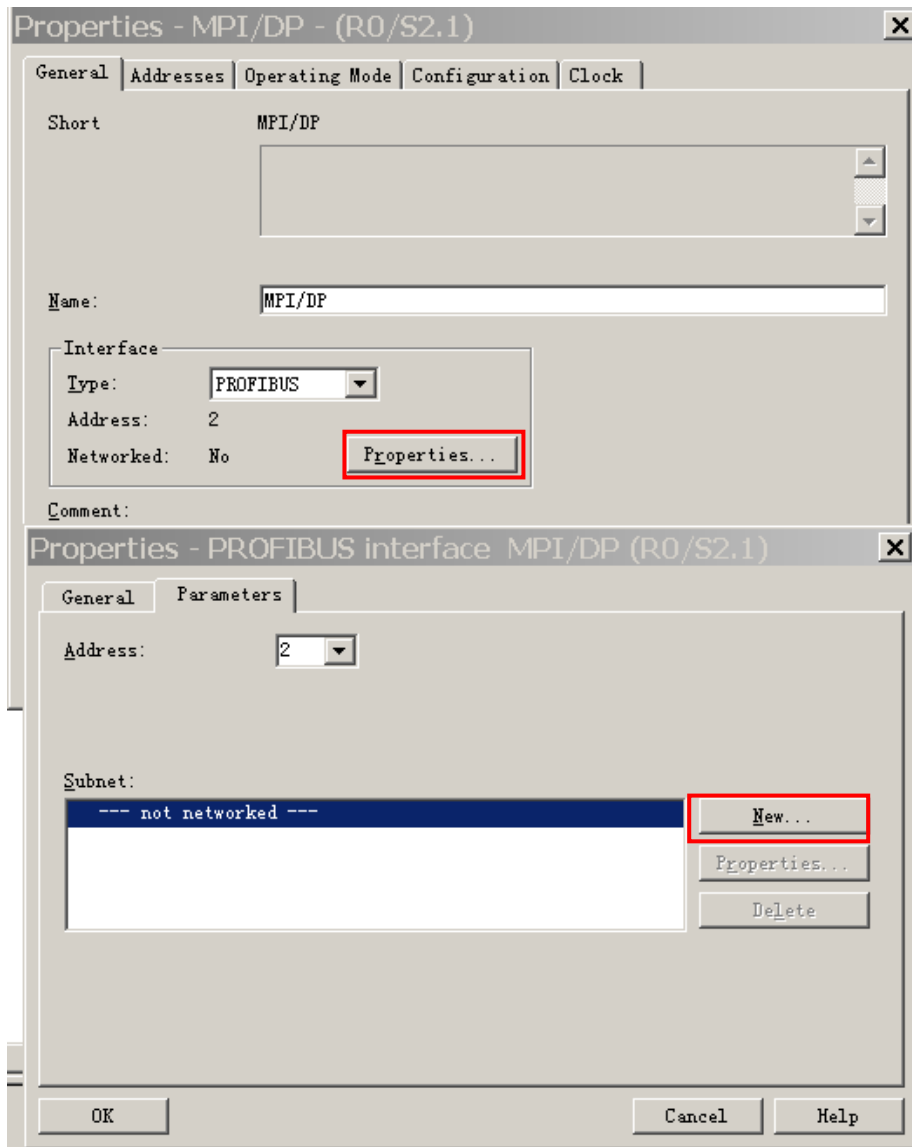 Properties - MPI/DP - (R0/S2.1)
General Addresses Operating Mode Configuration Clock
Short MPI/DP
Name: MPI/DP
Interface
Type: PROFIBUS
Address: 2
Networked: No Properties...
Comment:
Properties - PROFIBUS interface MPI/DP (R0/S2.1)
General Parameters
Address: 2
Subnet:
--- not networked --- New...
Properties...
Delete
OK Cancel Help